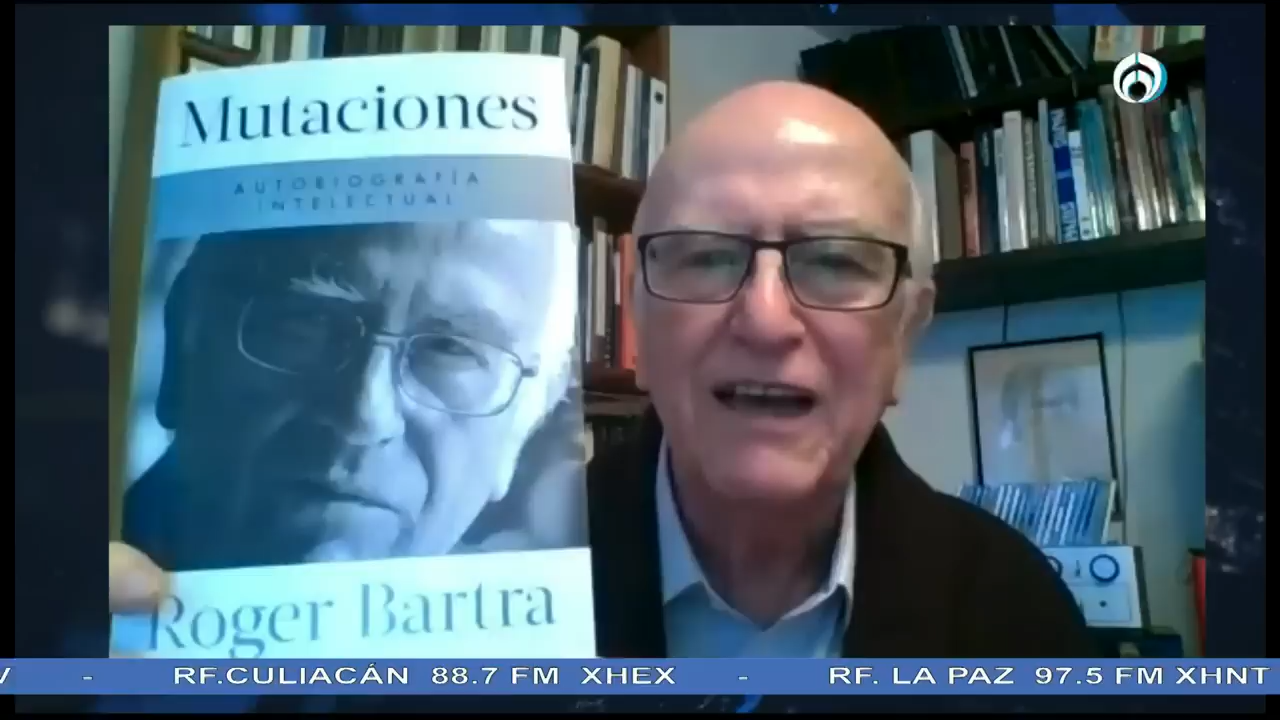 Mutaciones
AUTOBIOGRAFÍA
INTELECTUAL
Roger Bartra
V - RF.CULIACÁN 88.7 FM XHEX - RF. LA PAZ 97.5 FM XHNT